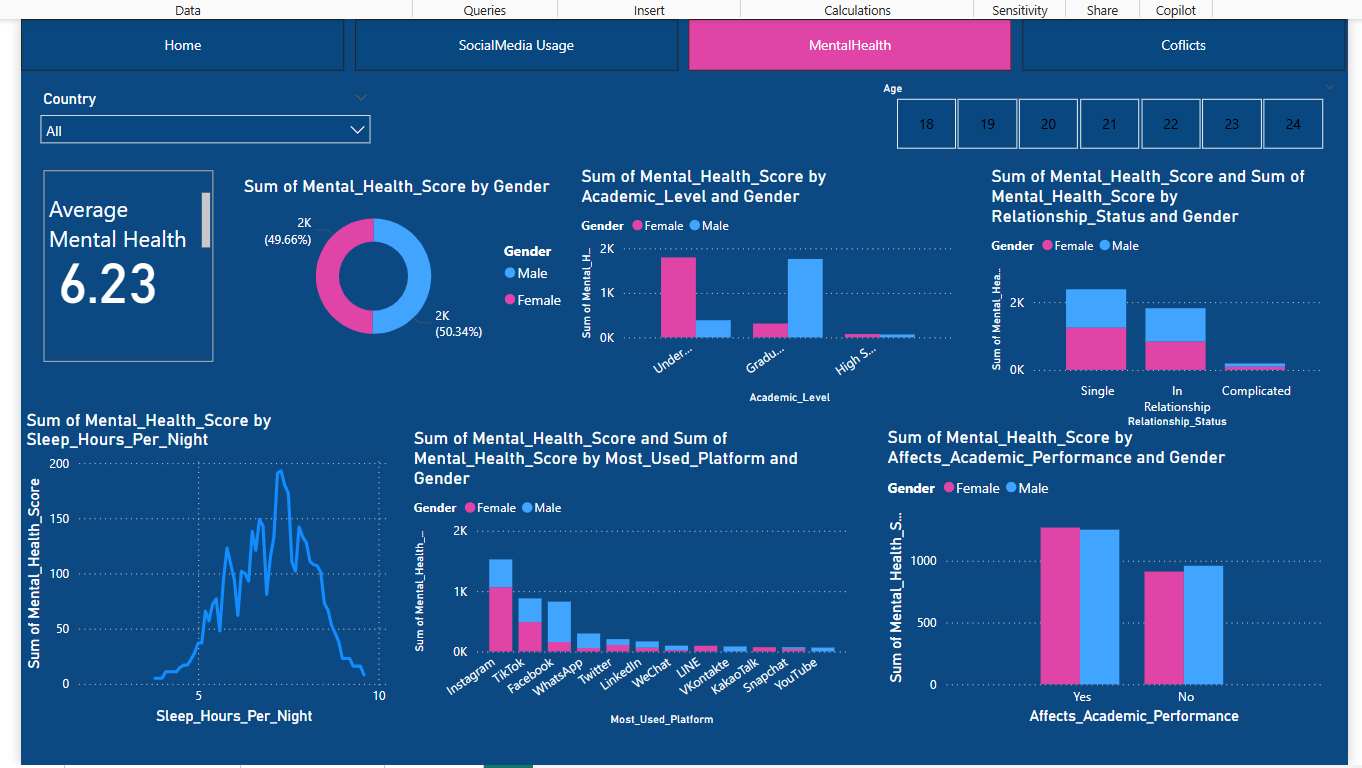 Data
Queries
Insert
Calculations
Sensitivity
Share
Copilot
Home
SocialMedia Usage
MentalHealth
Coflicts
Country
All
Age
18
19
20
21
22
23
24
Average
Mental Health
6.23
Sum of Mental_Health_Score by Gender
2K
(49.66%)
2K
(50.34%)
Gender
Male
Female
Sum of Mental_Health_Score by
Academic_Level and Gender
Gender Female Male
Sum of Mental_H...
2K
1K
0K
Under...
Gradu...
High S...
Academic_Level
Sum of Mental_Health_Score and Sum of
Mental_Health_Score by
Relationship_Status and Gender
Gender Female Male
Sum of Mental_Hea...
2K
0K
Single
In
Relationship
Complicated
Relationship_Status
Sum of Mental_Health_Score by
Sleep_Hours_Per_Night
Sum of Mental_Health_Score
200
150
100
50
0
5
10
Sleep_Hours_Per_Night
Sum of Mental_Health_Score and Sum of
Mental_Health_Score by Most_Used_Platform and
Gender
Gender Female Male
Sum of Mental_Health_...
2K
1K
0K
Instagram
TikTok
Facebook
WhatsApp
Twitter
LinkedIn
WeChat
LINE
VKontakte
KakaoTalk
Snapchat
YouTube
Most_Used_Platform
Sum of Mental_Health_Score by
Affects_Academic_Performance and Gender
Gender Female Male
Sum of Mental_Health_S...
1000
500
0
Yes
No
Affects_Academic_Performance